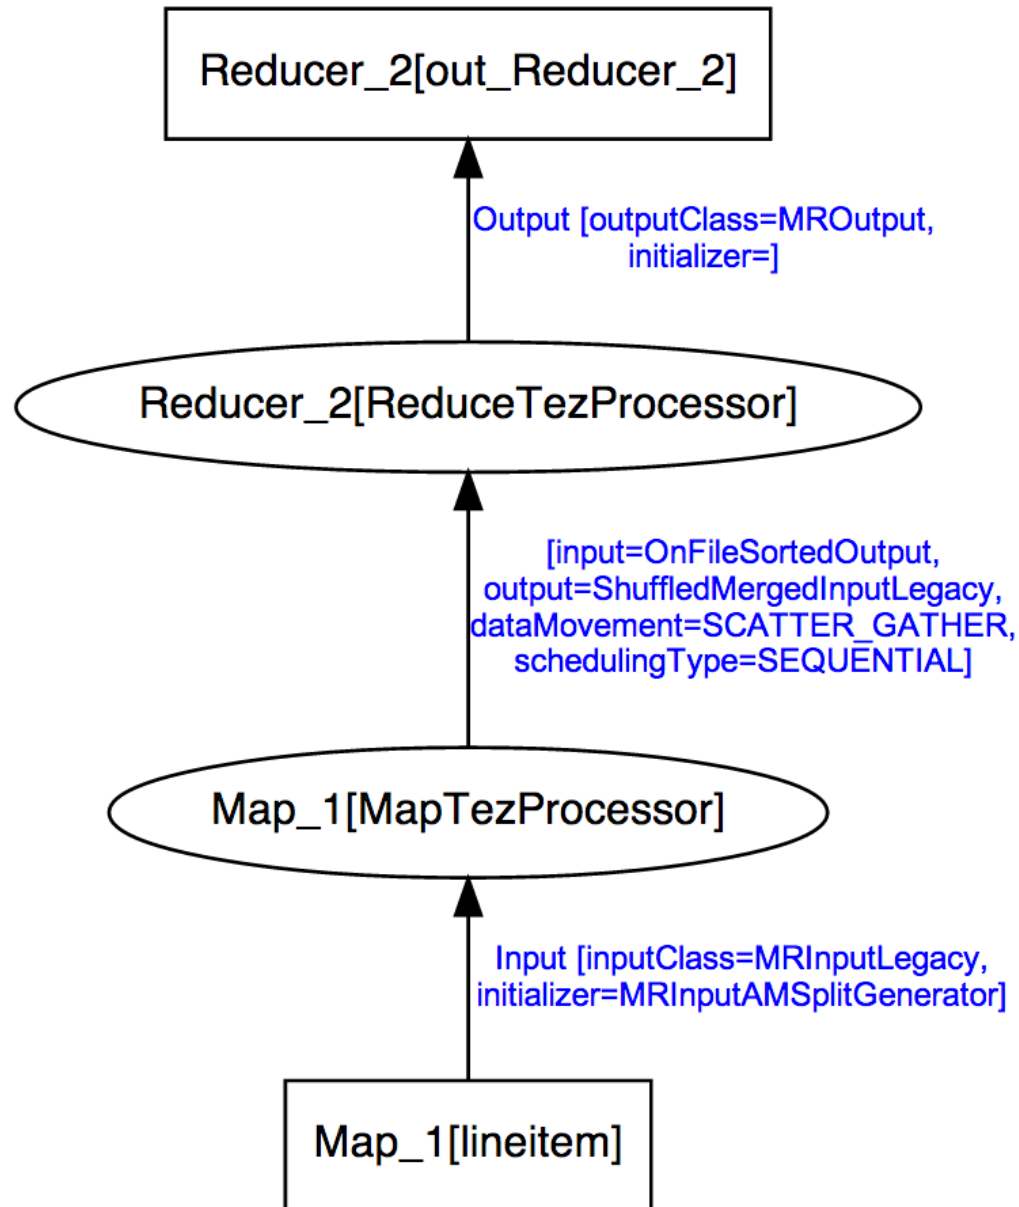 Reducer_2[out_Reducer_2]
Output [outputClass=MROutput,
initializer=]
Reducer_2[ReduceTezProcessor]
[input=OnFileSortedOutput,
output=ShuffledMergedInputLegacy,
dataMovement=SCATTER_GATHER,
schedulingType=SEQUENTIAL]
Map_1[MapTezProcessor]
Input [inputClass=MRInputLegacy,
initializer=MRInputAMSplitGenerator]
Map_1[lineitem]